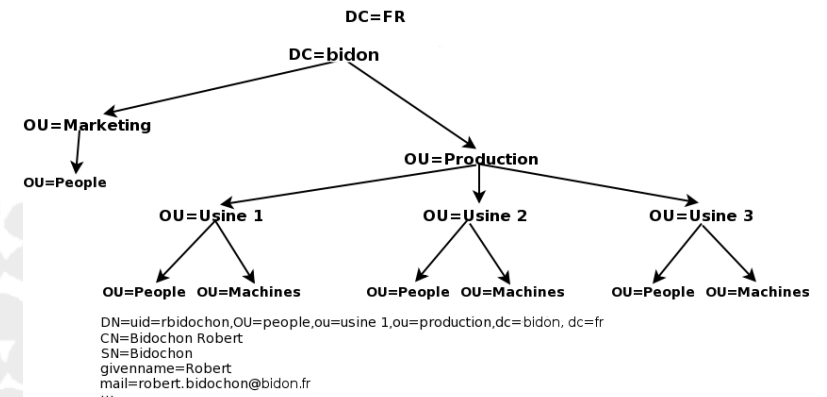 DC=FR
DC=bidon
OU=Marketing
OU=People
OU=Production
OU=Usine 1 OU=Usine 2 OU=Usine 3
OU=People OU=Machines OU=People OU=Machines OU=People OU=Machines
DN=uid=rbidochon,OU=people,ou=usine 1,ou=production,dc=bidon, dc=fr
CN=Bidochon Robert
SN=Bidochon
givenname=Robert
mail=robert.bidochon@bidon.fr
...